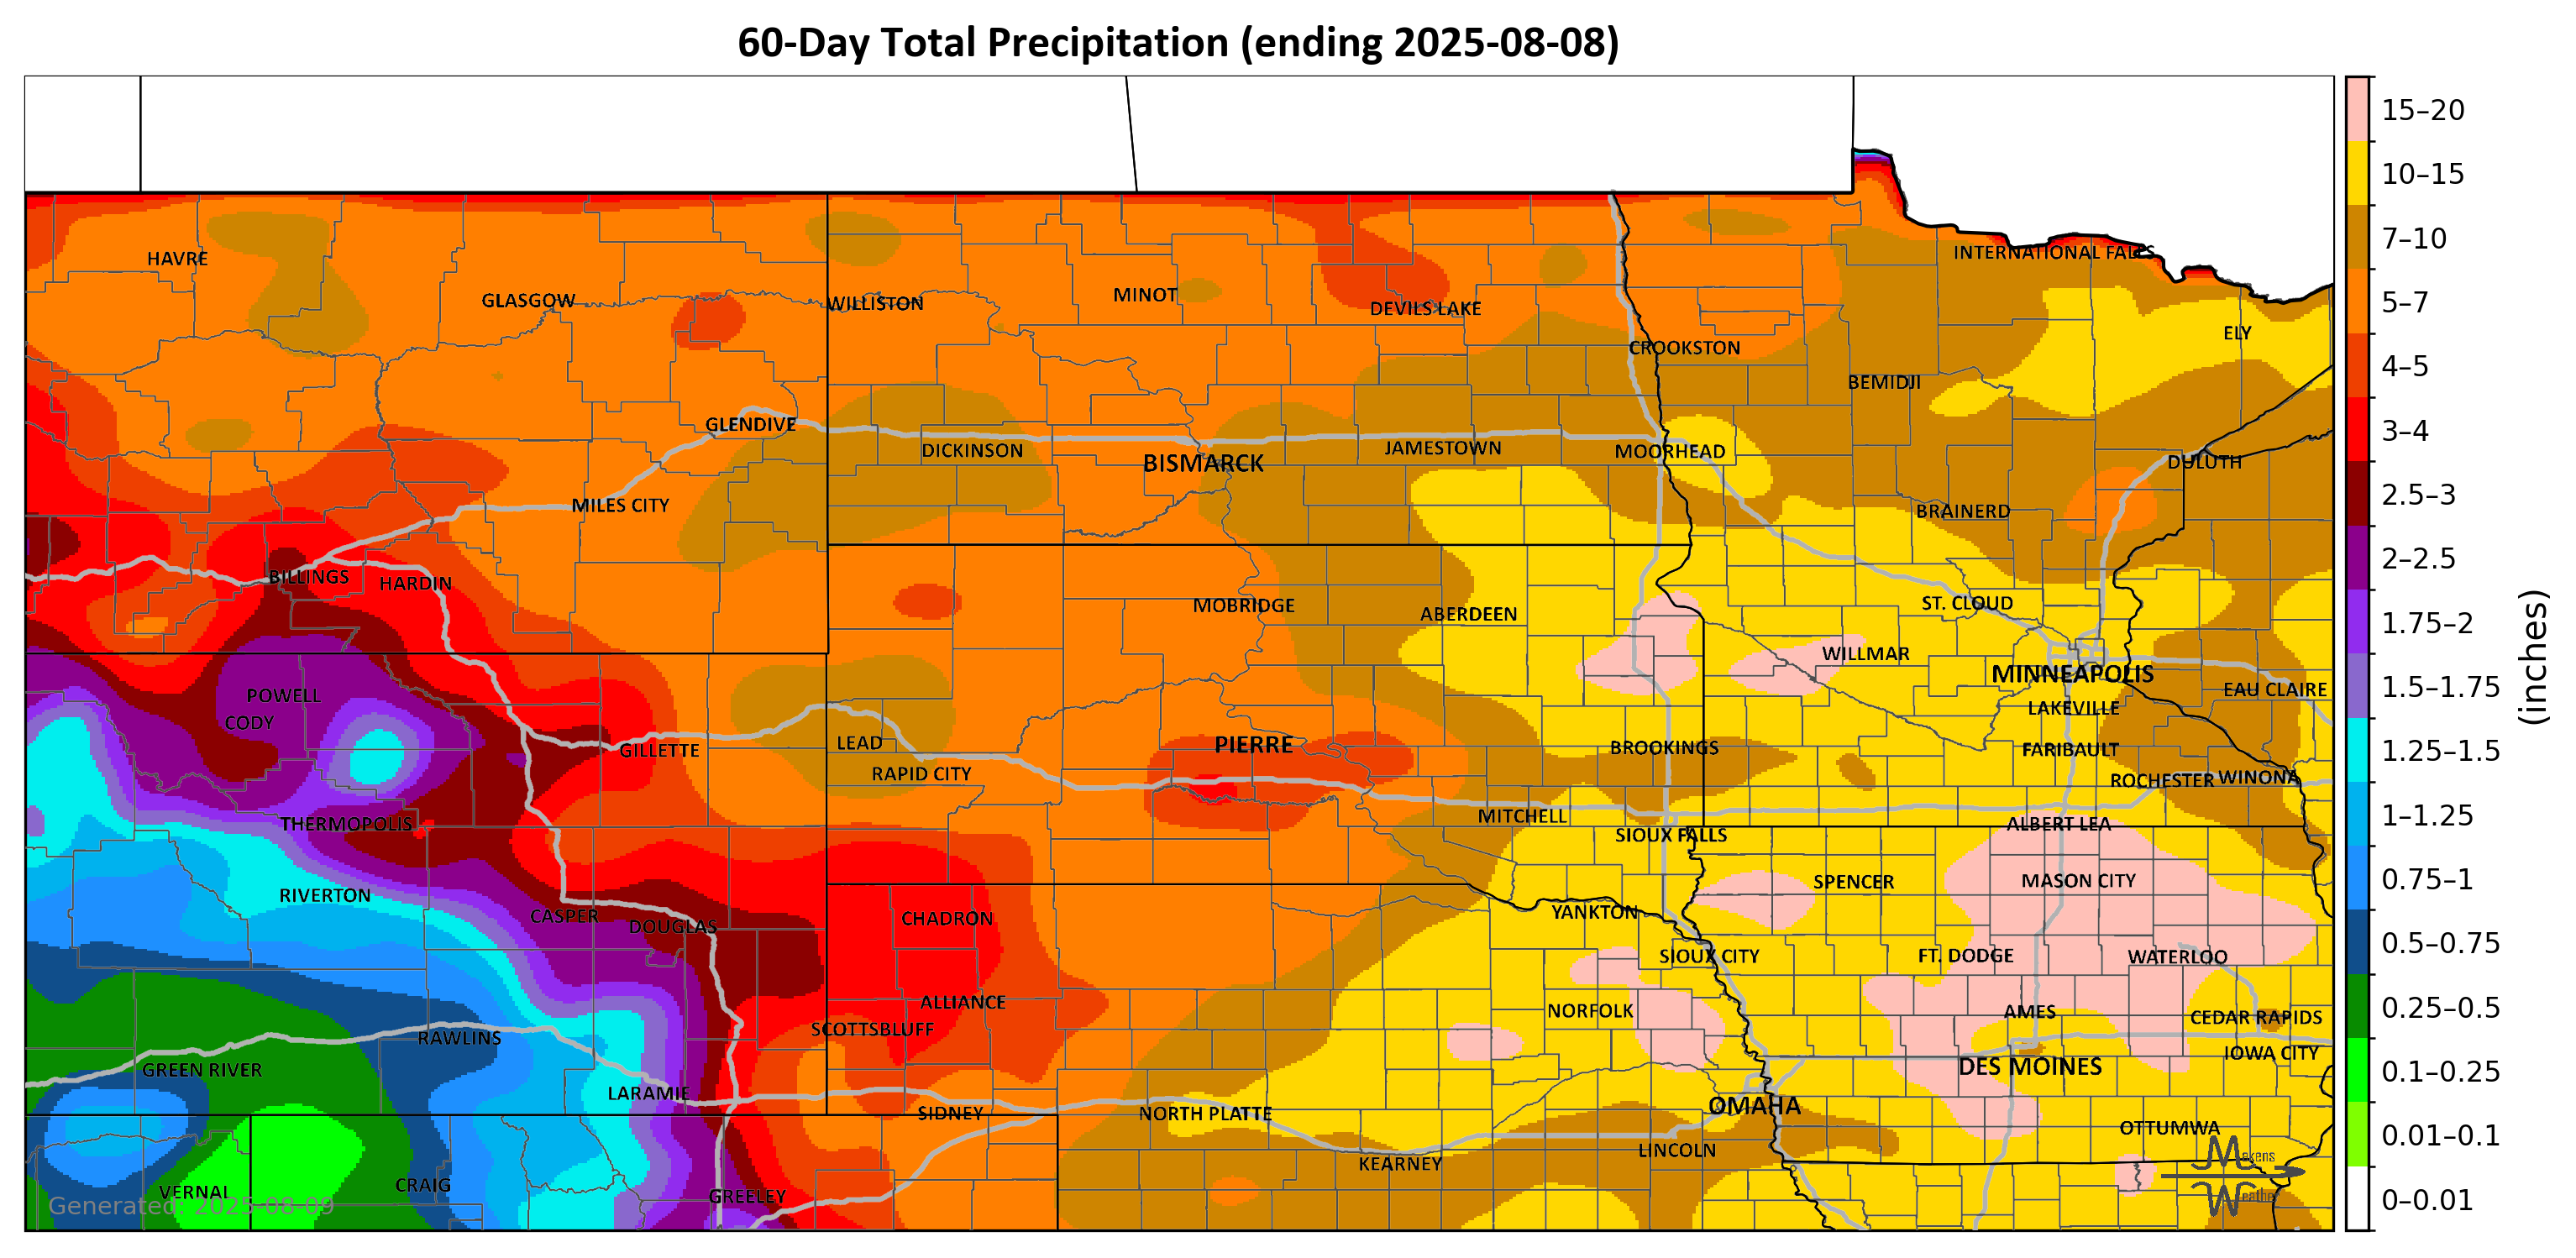 60-Day Total Precipitation (ending 2025-08-08)
INTERNATIONAL FALLS
HAVRE
GLASGOW
WILLISTON
MINOT
DEVILS LAKE
ELY
CROOKSTON
BEMIDJI
GLENDIVE
DICKINSON
BISMARCK
JAMESTOWN
MOORHEAD
DULUTH
MILES CITY
BRAINERD
BILLINGS
HARDIN
MOBRIDGE
ABERDEEN
ST. CLOUD
WILLMAR
MINNEAPOLIS
EAU CLAIRE
POWELL
CODY
LAKEVILLE
GILLETTE
LEAD
PIERRE
BROOKINGS
FARIBAULT
RAPID CITY
ROCHESTER
WINONA
THERMOPOLIS
MITCHELL
SIOUX FALLS
ALBERT LEA
RIVERTON
SPENCER
MASON CITY
CASPER
DOUGLAS
CHADRON
YANKTON
SIOUX CITY
FT. DODGE
WATERLOO
ALLIANCE
NORFOLK
AMES
SCOTTSBLUFF
CEDAR RAPIDS
RAWLINS
GREEN RIVER
DES MOINES
IOWA CITY
LARAMIE
SIDNEY
NORTH PLATTE
OMAHA
OTTUMWA
LINCOLN
KEARNEY
VERNAL
CRAIG
GREELEY
Generated: 2025-08-09
Makens
Weather
15–20
10–15
7–10
5–7
4–5
3–4
2.5–3
2–2.5
1.75–2
1.5–1.75
1.25–1.5
1–1.25
0.75–1
0.5–0.75
0.25–0.5
0.1–0.25
0.01–0.1
0–0.01
(inches)